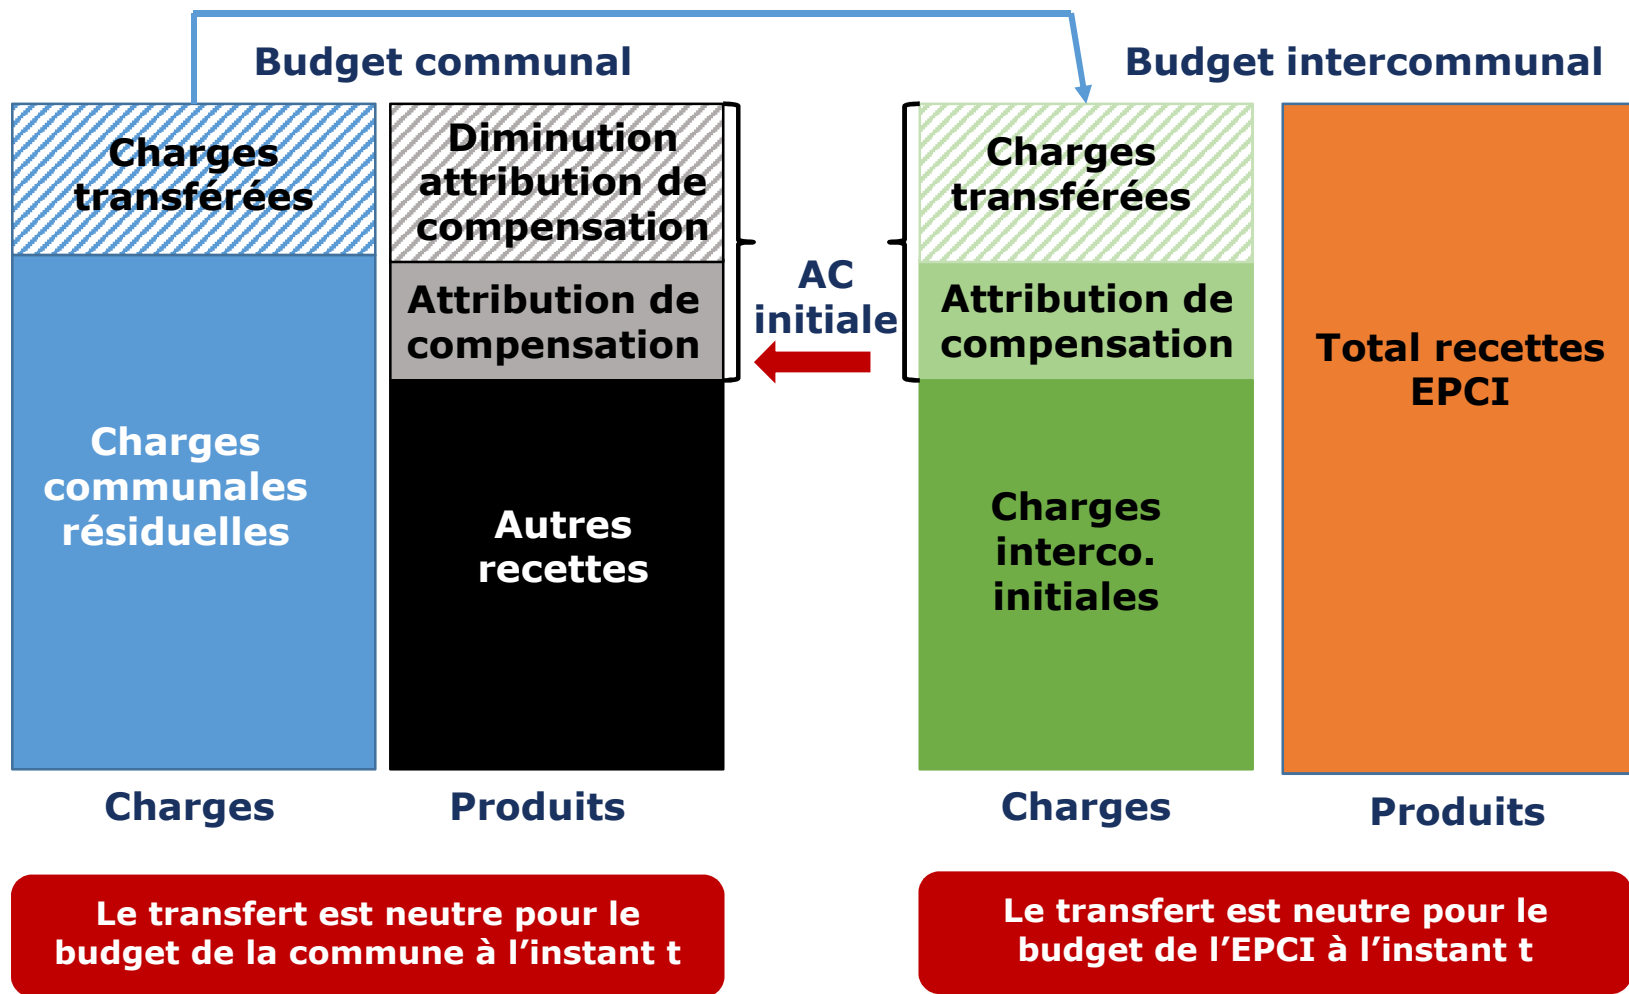 Budget communal
Budget intercommunal
Charges
transférées
Diminution
attribution de
compensation
Charges
transférées
AC
initiale
Attribution de
compensation
Attribution de
compensation
Total recettes
EPCI
Charges
communales
résiduelles
Autres
recettes
Charges
interco.
initiales
Charges
Produits
Charges
Produits
Le transfert est neutre pour le
budget de la commune à l’instant t
Le transfert est neutre pour le
budget de l’EPCI à l’instant t